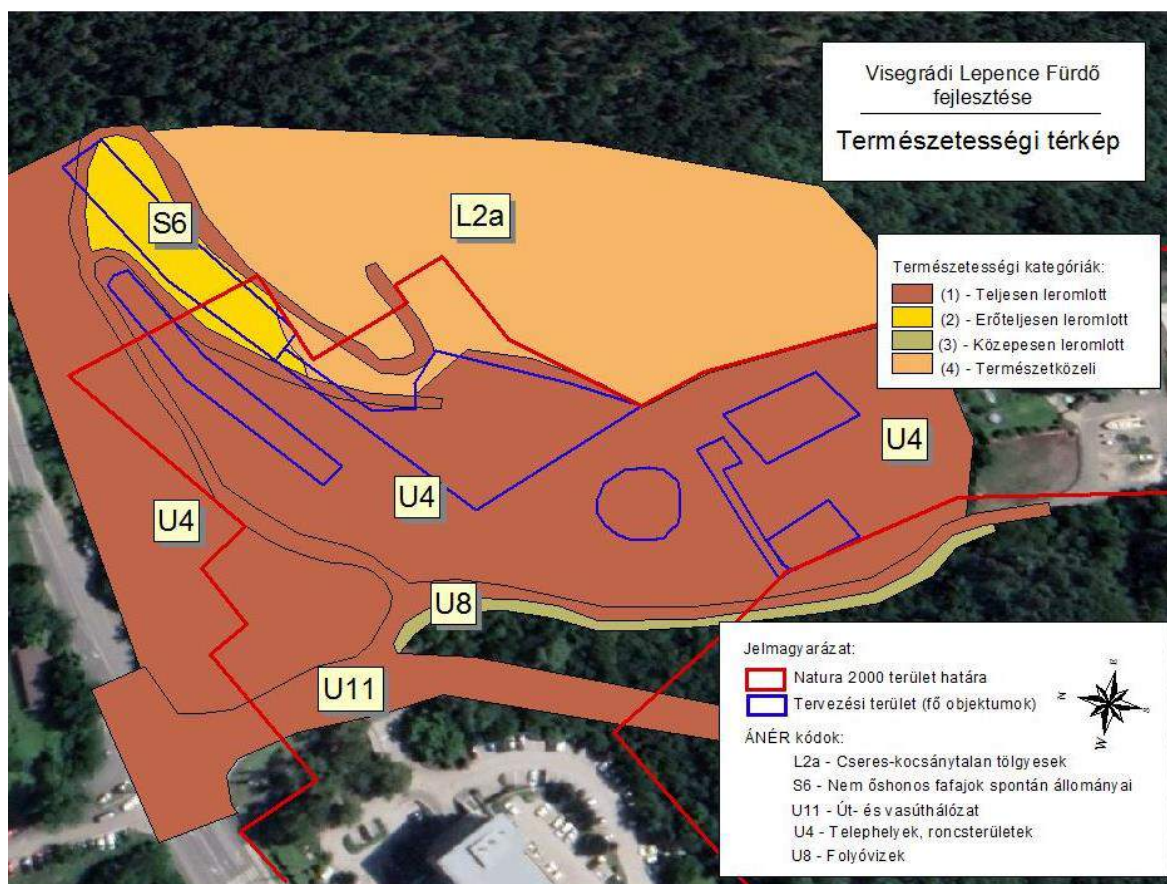 Visegrádi Lepence Fürdő
fejlesztése
Természetességi térkép
S6
L2a
Természetességi kategóriák:
(1) - Teljesen leromlott
(2) - Erőteljesen leromlott
(3) - Közepesen leromlott
(4) - Természetközeli
U4
U4
U4
U8
U11
Jelmagyarázat:
Natura 2000 terület határa
Tervezési terület (fő objektumok)
ÁNÉR kódok:
L2a - Cseres-kocsánytalan tölgyesek
S6 - Nem őshonos fafajok spontán állományai
U11 - Út- és vasúthálózat
U4 - Telephelyek, roncsterületek
U8 - Folyóvizek
E
N
S
W